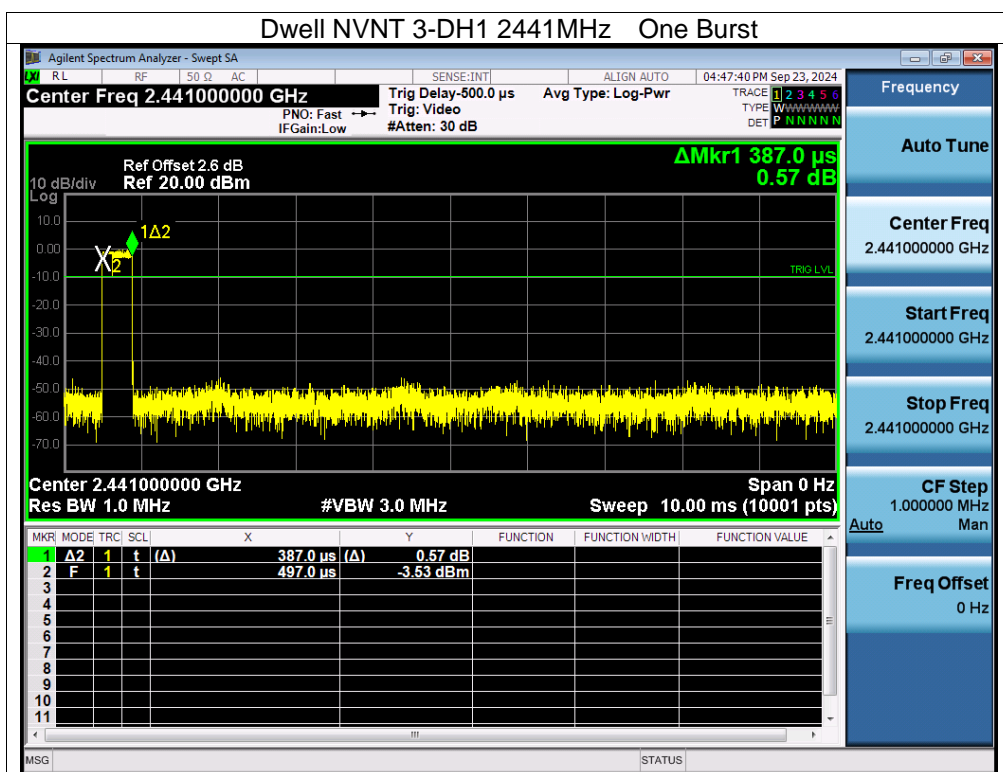 Dwell NVNT 3-DH1 2441MHz One Burst
Agilent Spectrum Analyzer - Swept SA
LXI RL RF 50 Ω AC SENSE:INT ALIGN AUTO 04:47:40 PM Sep 23, 2024
Center Freq 2.441000000 GHz
PNO: Fast
IFGain:Low
Trig Delay-500.0 µs
Trig: Video
#Atten: 30 dB
Avg Type: Log-Pwr
TRACE 1 2 3 4 5 6
TYPE WWWWWW
DET P N N N N N
ΔMkr1 387.0 µs
0.57 dB
Ref Offset 2.6 dB
10 dB/div Ref 20.00 dBm
Log
10.0
0.00
-10.0
-20.0
-30.0
-40.0
-50.0
-60.0
-70.0
1Δ2
X2
TRIG LVL
Center 2.441000000 GHz Span 0 Hz
Res BW 1.0 MHz #VBW 3.0 MHz Sweep 10.00 ms (10001 pts)
MKR MODE TRC SCL X Y FUNCTION FUNCTION WIDTH FUNCTION VALUE
1 Δ2 1 t (Δ) 387.0 µs (Δ) 0.57 dB
2 F 1 t 497.0 µs -3.53 dBm
3
4
5
6
7
8
9
10
11
MSG STATUS
Frequency
Auto Tune
Center Freq
2.441000000 GHz
Start Freq
2.441000000 GHz
Stop Freq
2.441000000 GHz
CF Step
1.000000 MHz
Auto Man
Freq Offset
0 Hz